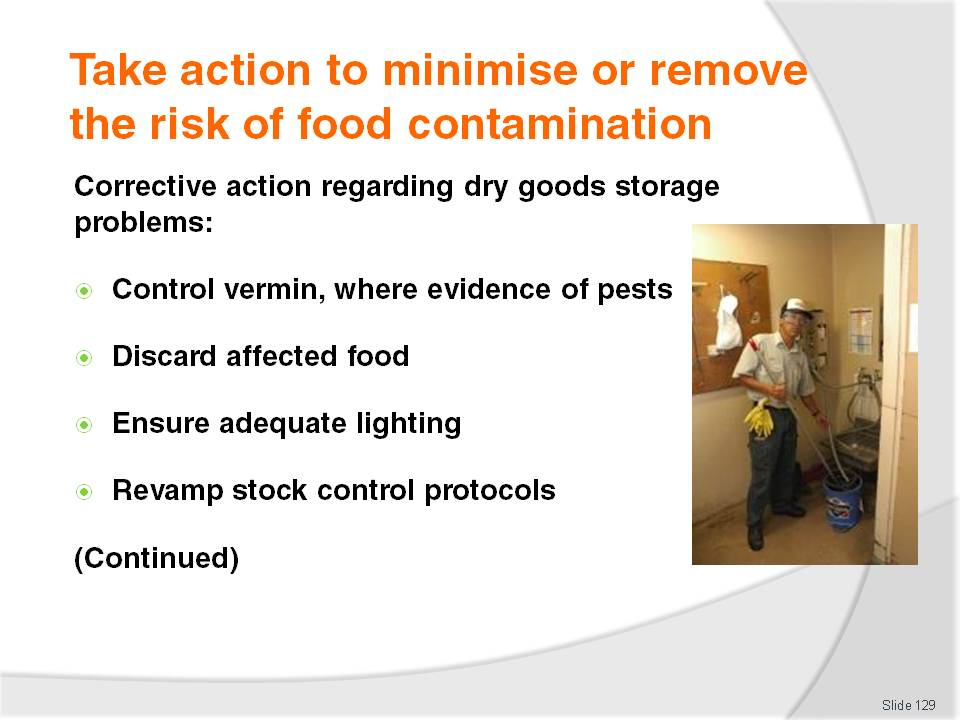 Take action to minimise or remove
the risk of food contamination
Corrective action regarding dry goods storage
problems:
Control vermin, where evidence of pests
Discard affected food
Ensure adequate lighting
Revamp stock control protocols
(Continued)
Slide 129